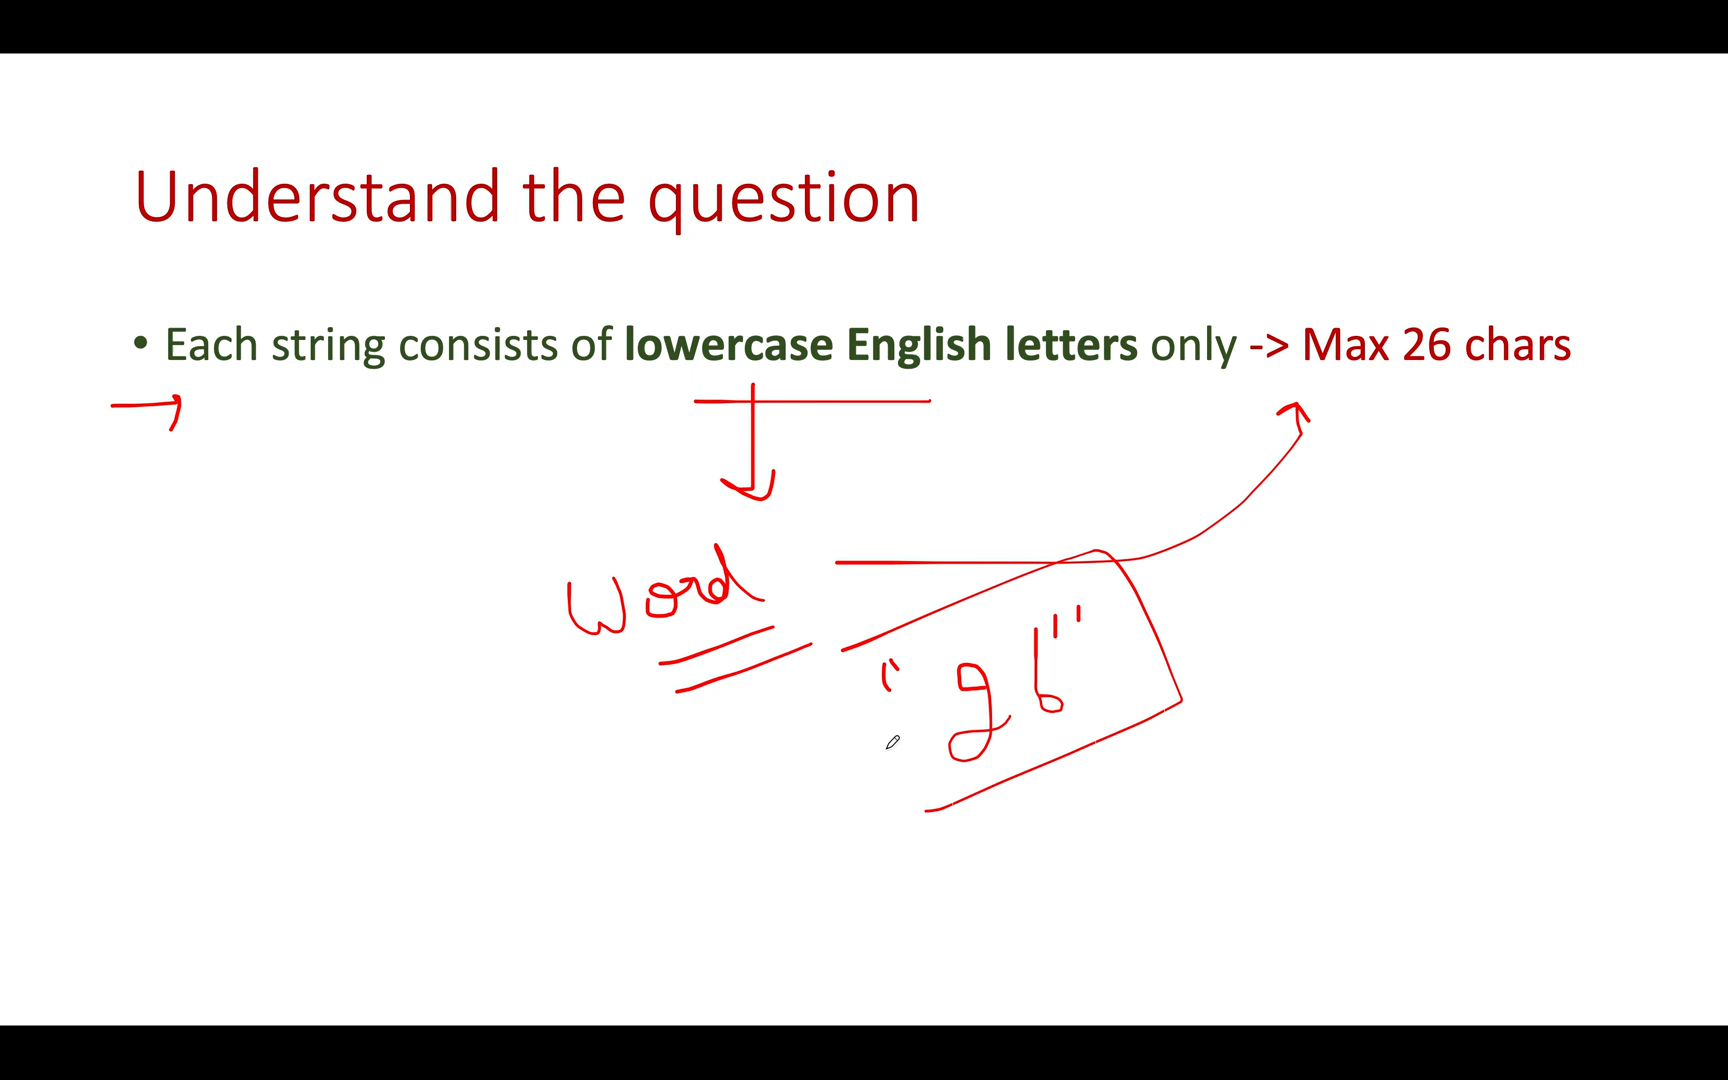 Understand the question
• Each string consists of lowercase English letters only -> Max 26 chars
Word
"26"